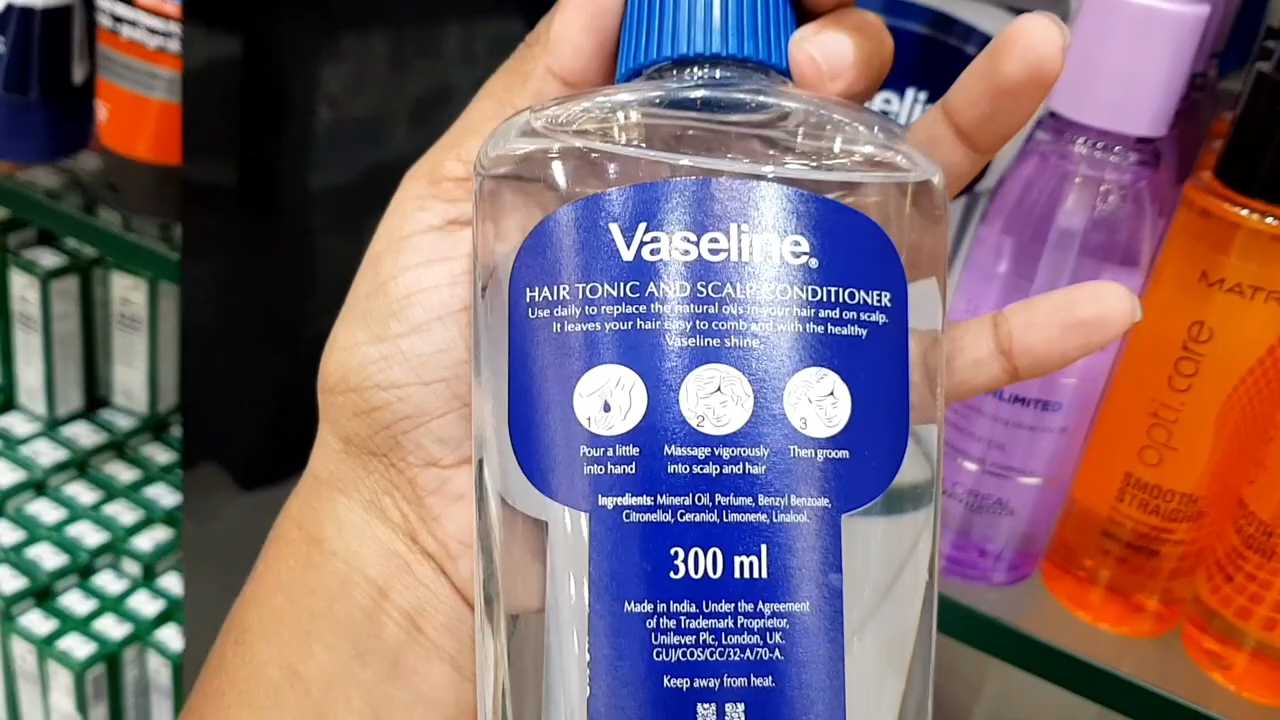 Vaseline®
HAIR TONIC AND SCALP CONDITIONER
Use daily to replace the natural oils in your hair and on scalp.
It leaves your hair easy to comb and with the healthy
Vaseline shine.
1
2
3
Pour a little
into hand
Massage vigorously
into scalp and hair
Then groom
Ingredients: Mineral Oil, Perfume, Benzyl Benzoate,
Citronellol, Geraniol, Limonene, Linalool.
300 ml
Made in India. Under the Agreement
of the Trademark Proprietor,
Unilever Plc, London, UK.
GUJ/COS/GC/32-A/70-A.
Keep away from heat.
MATR
opti.care
SMOOTH
STRAIGH